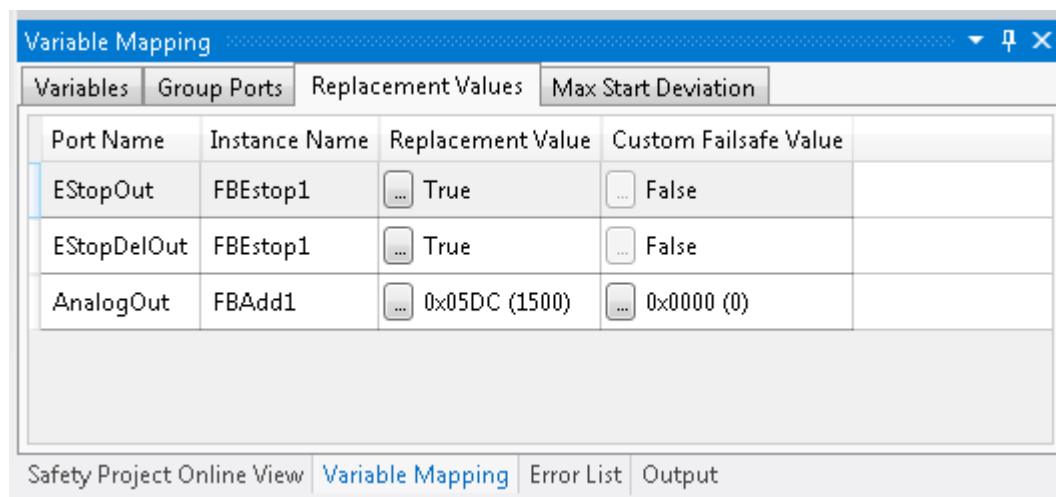 Variable Mapping
Variables Group Ports Replacement Values Max Start Deviation
Port Name Instance Name Replacement Value Custom Failsafe Value
EStopOut FBEstop1 ... True ... False
EStopDelOut FBEstop1 ... True ... False
AnalogOut FBAdd1 ... 0x05DC (1500) ... 0x0000 (0)
Safety Project Online View Variable Mapping Error List Output